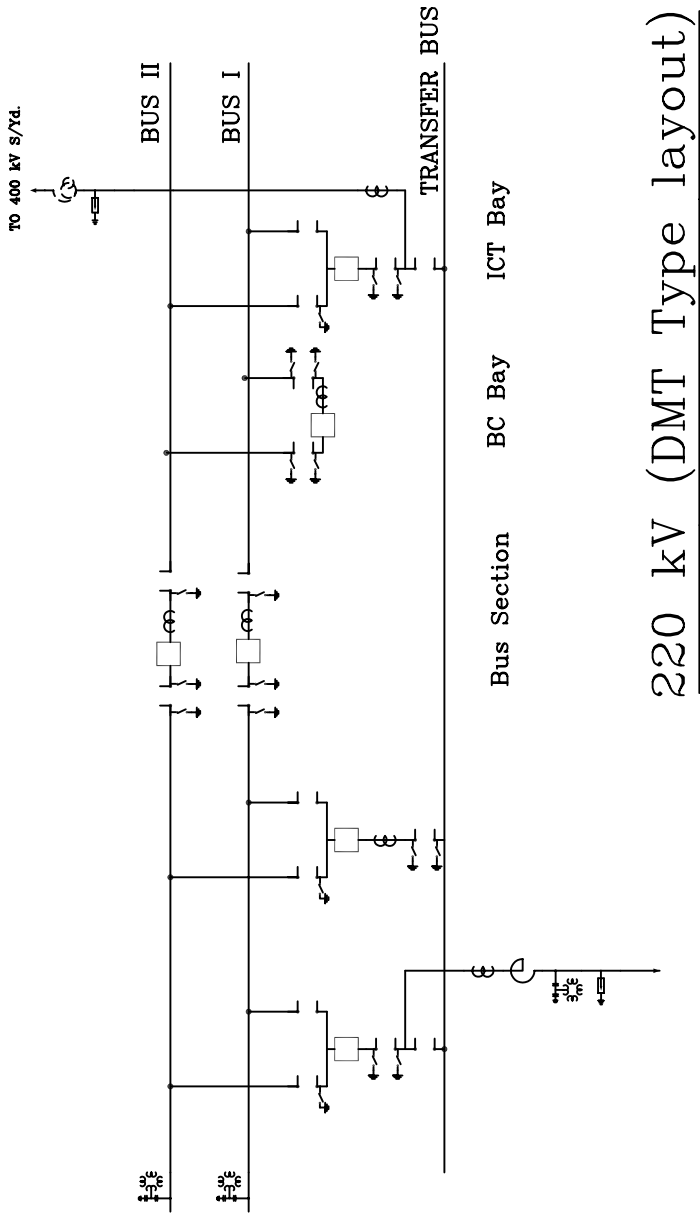 TO 400 kV S/Yd.
BUS II
BUS I
TRANSFER BUS
ICT Bay
BC Bay
Bus Section
220 kV (DMT Type layout)